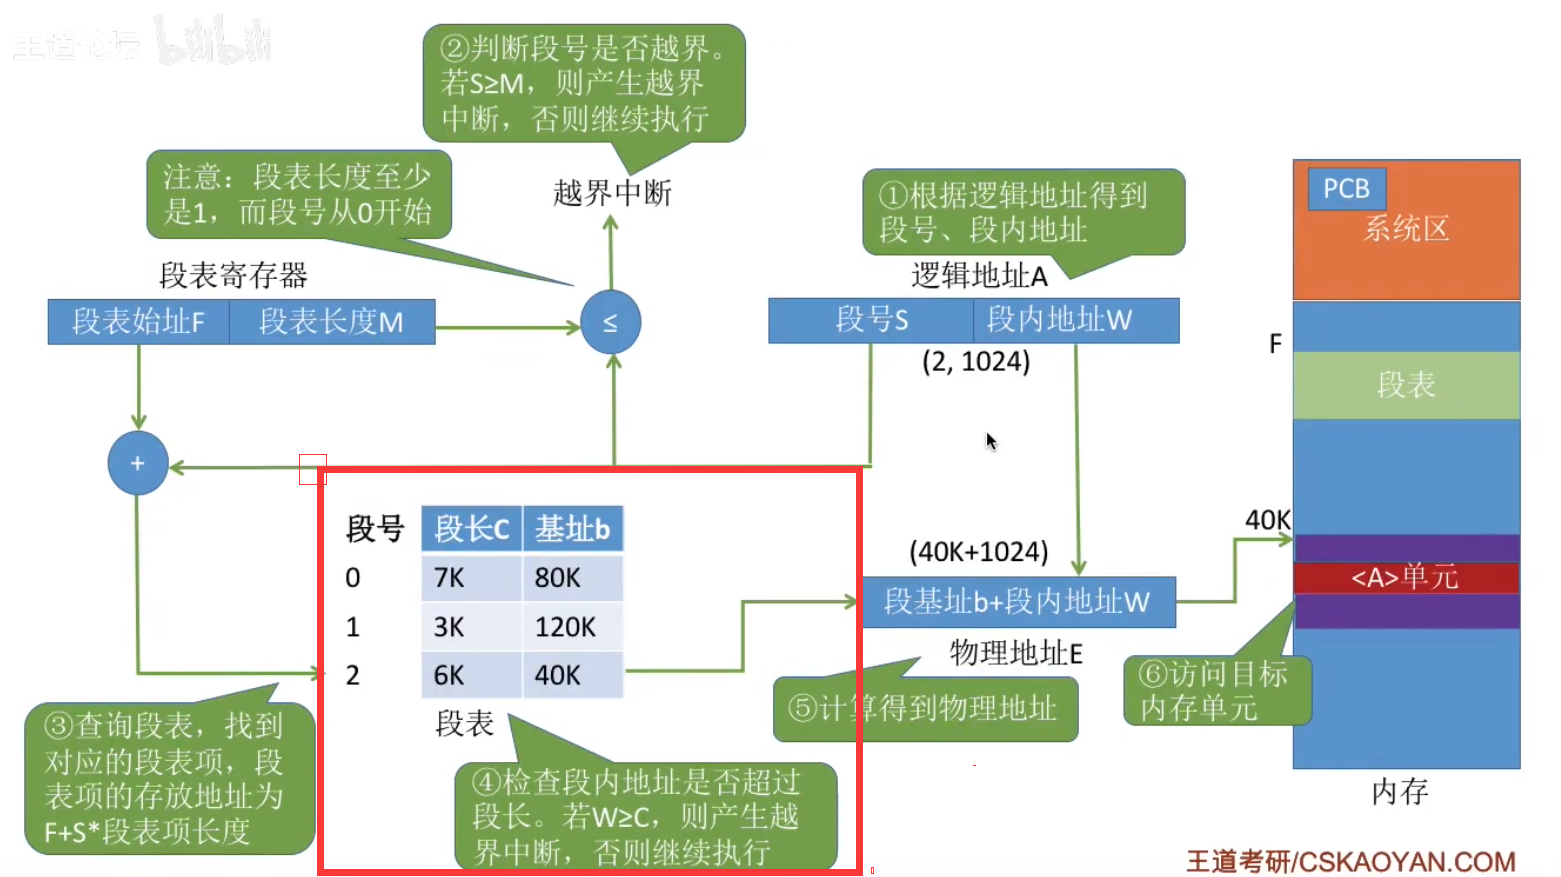 王道论坛 bilibili
②判断段号是否越界。
若S≥M，则产生越界
中断，否则继续执行
注意：段表长度至少
是1，而段号从0开始
越界中断
①根据逻辑地址得到
段号、段内地址
PCB
系统区
段表寄存器
逻辑地址A
段表始址F 段表长度M
≤
段号S 段内地址W
(2, 1024)
F
段表
+
段号 段长C 基址b
0 7K 80K
1 3K 120K
2 6K 40K
段表
(40K+1024)
40K
段基址b+段内地址W
<A>单元
物理地址E
③查询段表，找到
对应的段表项，段
表项的存放地址为
F+S*段表项长度
④检查段内地址是否超过
段长。若W≥C，则产生越
界中断，否则继续执行
⑤计算得到物理地址
⑥访问目标
内存单元
内存
王道考研/CSKAOYAN.COM